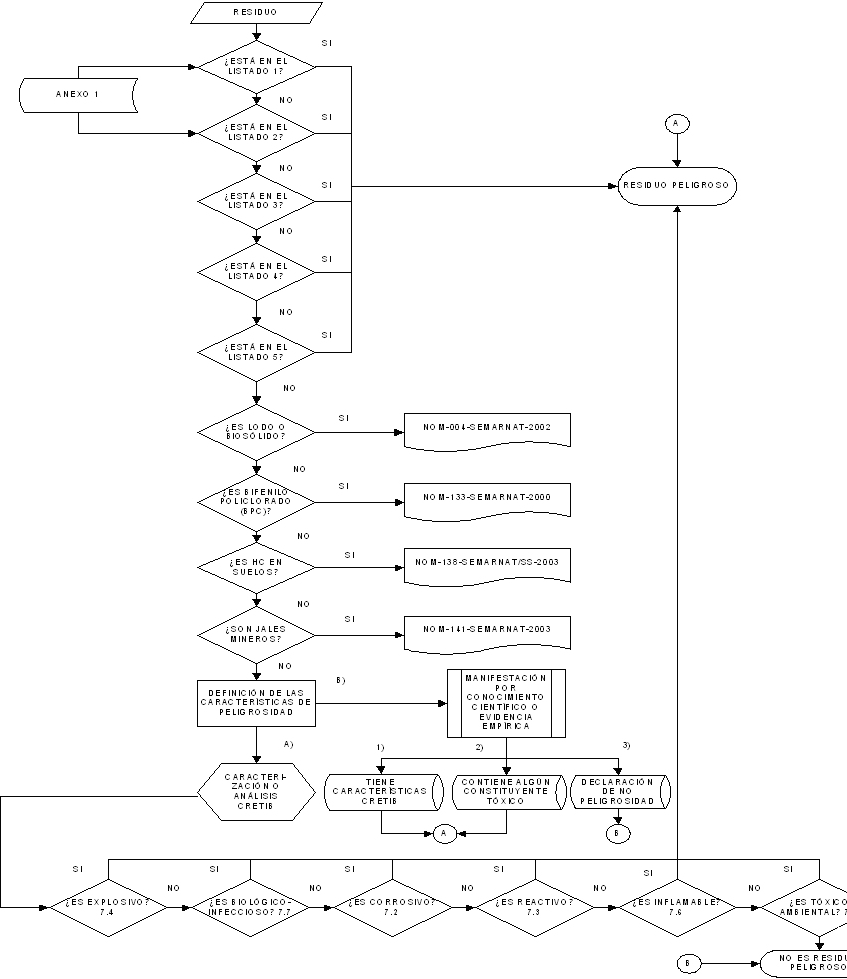 RESIDUO
SI
¿ESTÁ EN EL
LISTADO 1?
ANEXO 1
NO
SI
¿ESTÁ EN EL
LISTADO 2?
A
NO
SI
RESIDUO PELIGROSO
¿ESTÁ EN EL
LISTADO 3?
NO
SI
¿ESTÁ EN EL
LISTADO 4?
NO
SI
¿ESTÁ EN EL
LISTADO 5?
NO
¿ES LODO O
BIOSÓLIDO?
SI
NOM-004-SEMARNAT-2002
NO
¿ES BIFENILO
POLICLORADO
(BPC)?
SI
NOM-133-SEMARNAT-2000
NO
¿ES HC EN
SUELOS?
SI
NOM-138-SEMARNAT/SS-2003
NO
¿SON JALES
MINEROS?
SI
NOM-141-SEMARNAT-2003
NO
DEFINICIÓN DE LAS
CARACTERÍSTICAS DE
PELIGROSIDAD
B)
MANIFESTACIÓN
POR
CONOCIMIENTO
CIENTÍFICO O
EVIDENCIA
EMPÍRICA
A)
1)
2)
3)
CARACTERI-
ZACIÓN O
ANÁLISIS
CRETIB
TIENE
CARACTERÍSTICAS
CRETIB
CONTIENE ALGÚN
CONSTITUYENTE
TÓXICO
DECLARACIÓN
DE NO
PELIGROSIDAD
A
B
SI
SI
SI
SI
SI
SI
¿ES EXPLOSIVO?
7.4
NO
¿ES BIOLÓGICO-
INFECCIOSO? 7.7
NO
¿ES CORROSIVO?
7.2
NO
¿ES REACTIVO?
7.3
NO
¿ES INFLAMABLE?
7.6
NO
¿ES TÓXICO
AMBIENTAL?
B
NO ES RESIDU
PELIGROSO